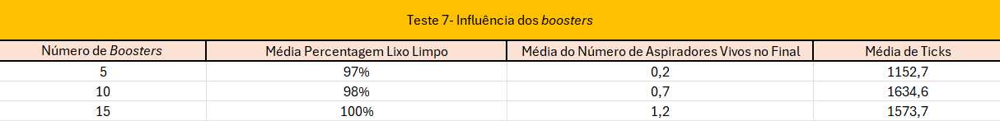 Teste 7- Influência dos boosters
Número de Boosters Média Percentagem Lixo Limpo Média do Número de Aspiradores Vivos no Final Média de Ticks
5 97% 0,2 1152,7
10 98% 0,7 1634,6
15 100% 1,2 1573,7